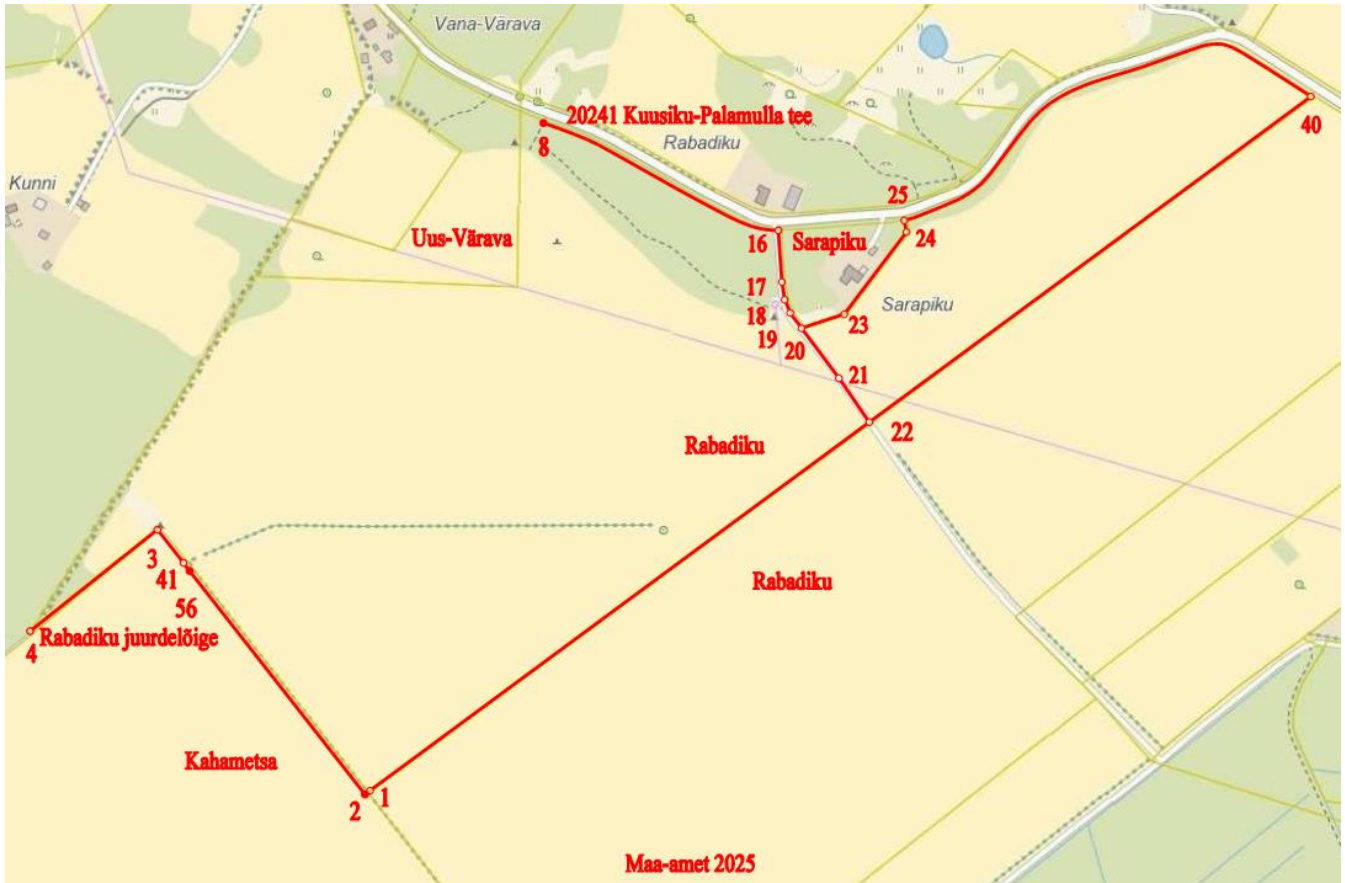 Vana-Värava
20241 Kuusiku-Palamulla tee
8
Rabadiku
40
Kunni
25
24
Uus-Värava
16
Sarapiku
17
18
19
20
23
Sarapiku
21
22
Rabadiku
3
41
56
Rabadiku
4
Rabadiku juurdelõige
Kahametsa
2
1
Maa-amet 2025